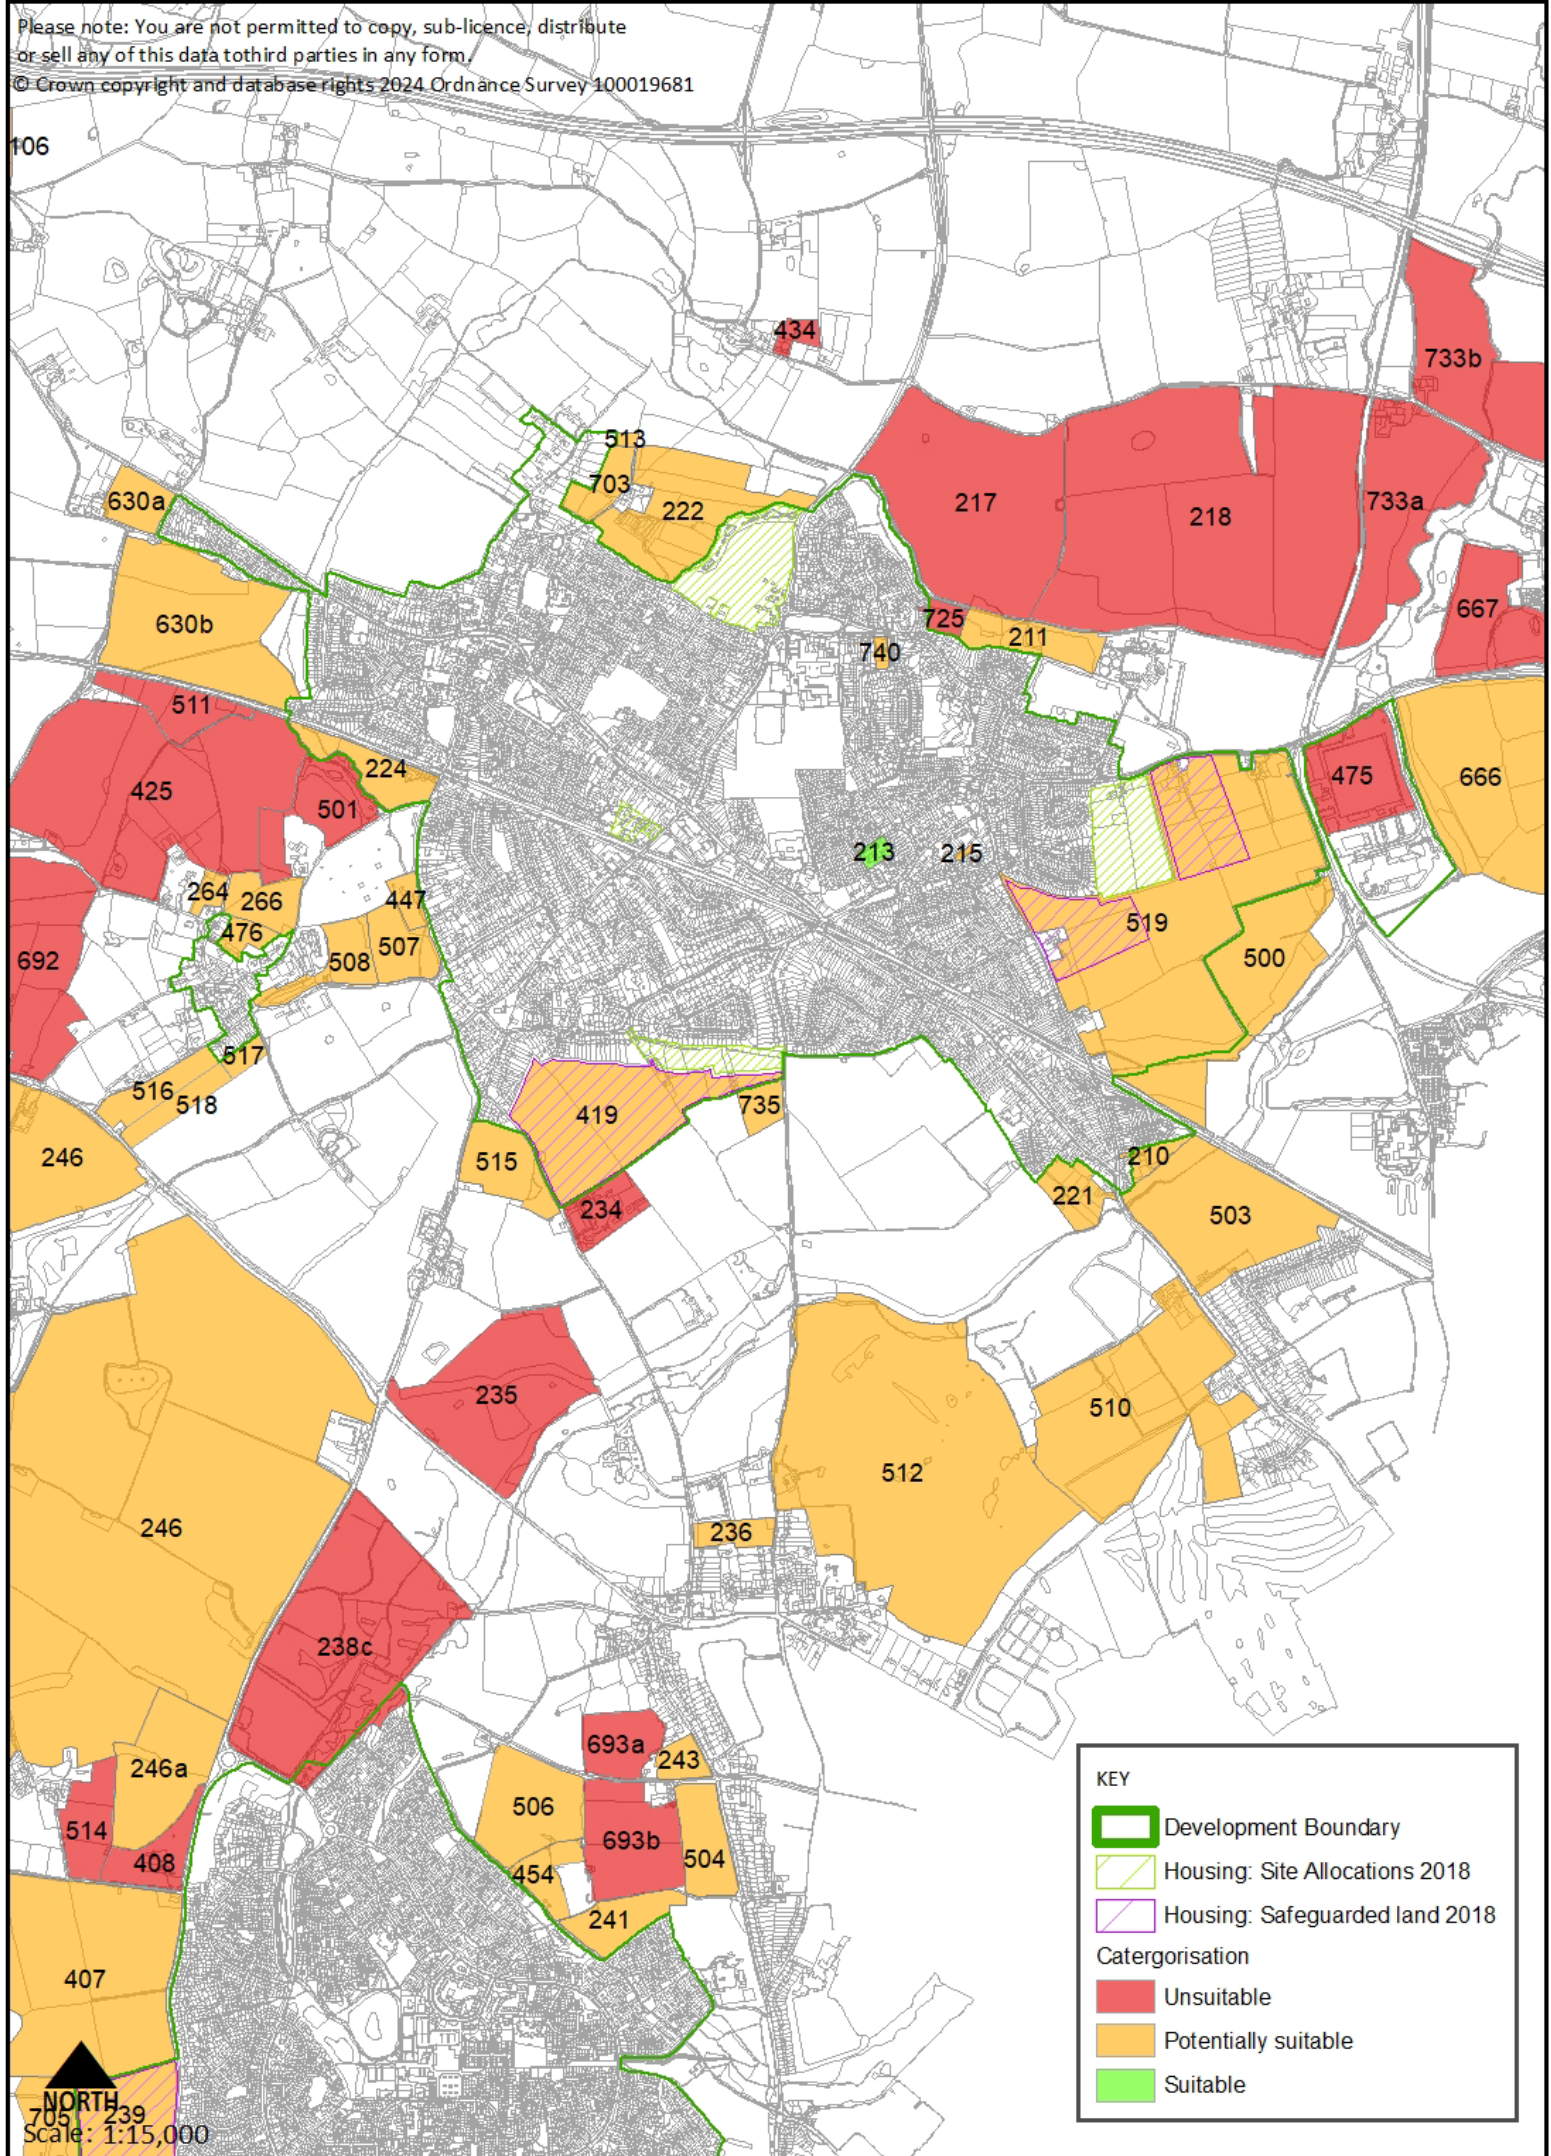 Please note: You are not permitted to copy, sub-licence, distribute
or sell any of this data tothird parties in any form.
© Crown copyright and database rights 2024 Ordnance Survey 100019681
106
434
733b
513
703
630a
222
217
218
733a
667
725
211
630b
740
511
224
425
501
475
666
213
215
264
266
447
476
519
692
508
507
500
517
516
518
419
735
246
515
210
234
221
503
235
510
512
246
236
238c
693a
243
246a
506
514
693b
504
408
454
241
407
705
239
NORTH
Scale: 1:15,000
KEY
Development Boundary
Housing: Site Allocations 2018
Housing: Safeguarded land 2018
Catergorisation
Unsuitable
Potentially suitable
Suitable